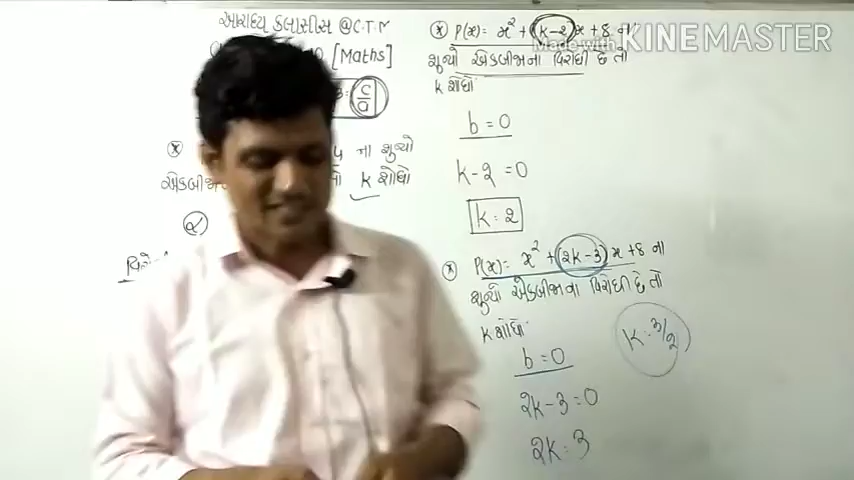 આરાધ્ય ક્લાસીસ @C.T.M
[Maths]
c/a
* ના શૂન્યો
k શોધો
* P(x) = x² + (k-2)x + 8 ના
શૂન્યો એકબીજાના વિરોધી છે તો
k શોધો
b = 0
k-2 = 0
k = 2
* P(x) = x² + (2k-3)x + 8 ના
શૂન્યો એકબીજાના વિરોધી છે તો
k શોધો
b = 0
k = 3/2
2k-3 = 0
2k = 3
Made with KINEMASTER